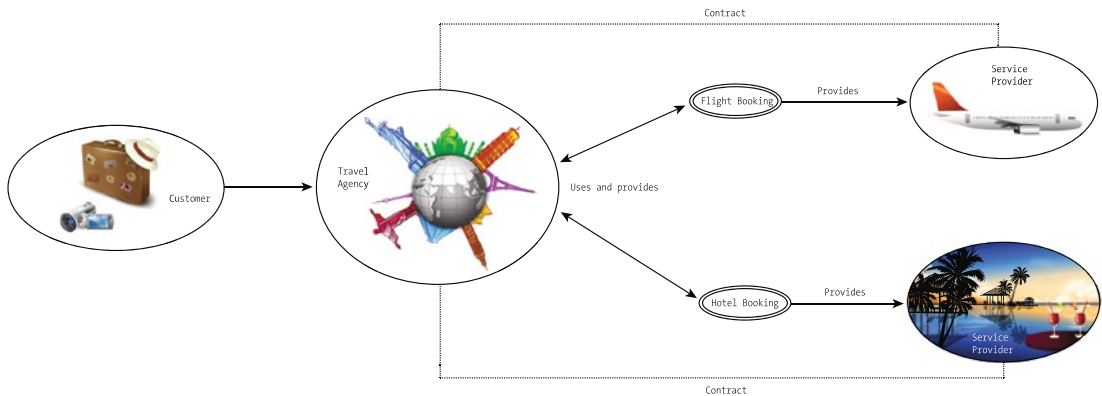 Contract
Service
Provider
Provides
Flight Booking
Travel
Agency
Uses and provides
Customer
Provides
Hotel Booking
Service
Provider
Contract